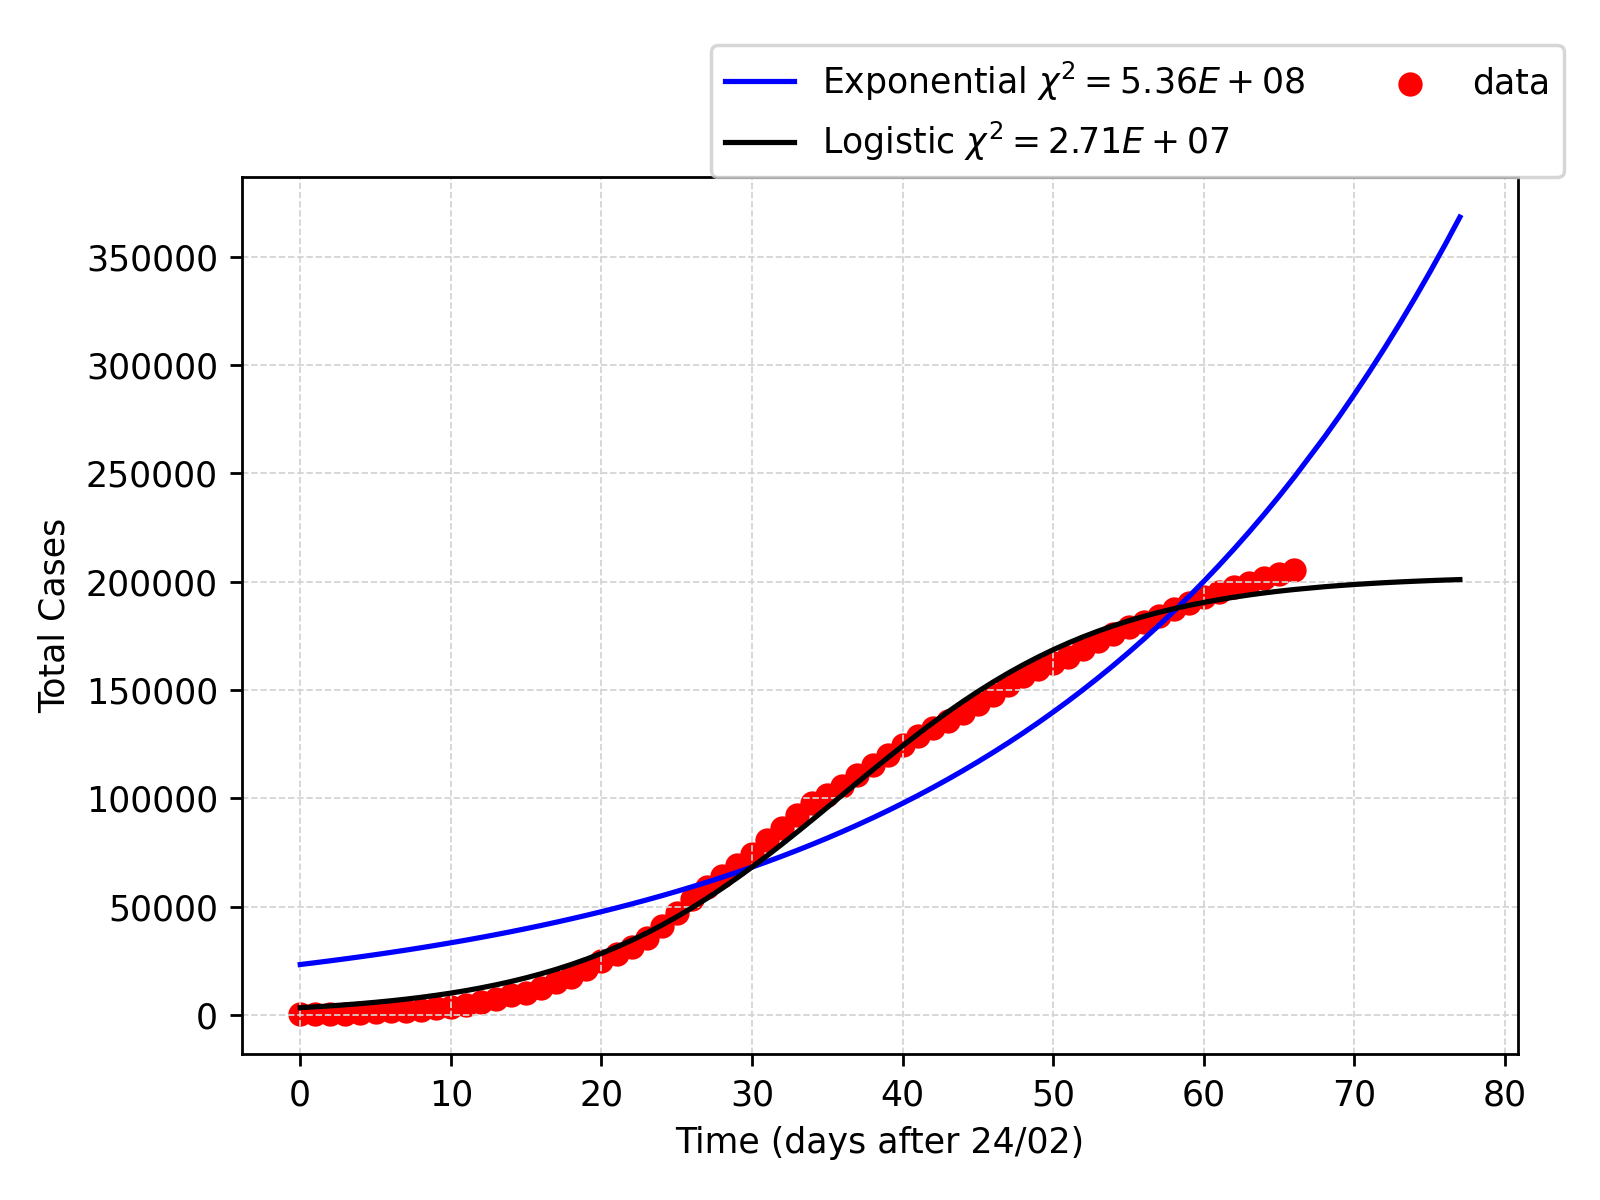 Exponential χ² = 5.36E + 08
data
Logistic χ² = 2.71E + 07
350000
300000
250000
200000
150000
100000
50000
0
Total Cases
0 10 20 30 40 50 60 70 80
Time (days after 24/02)